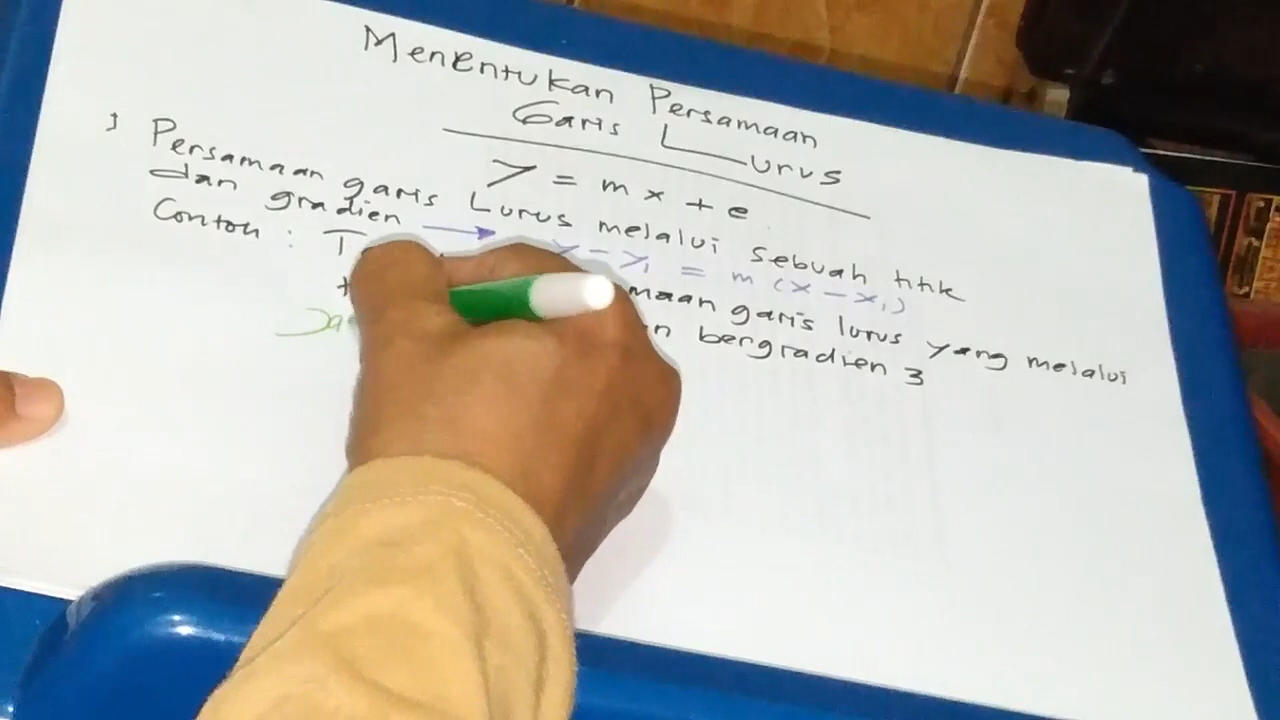 Menentukan Persamaan
Garis Lurus
y = mx + c
1 Persamaan garis Lurus melalui sebuah titik
dan gradien → y - y₁ = m (x - x₁)
Contoh :
garis lurus yang melalui
bergradien 3